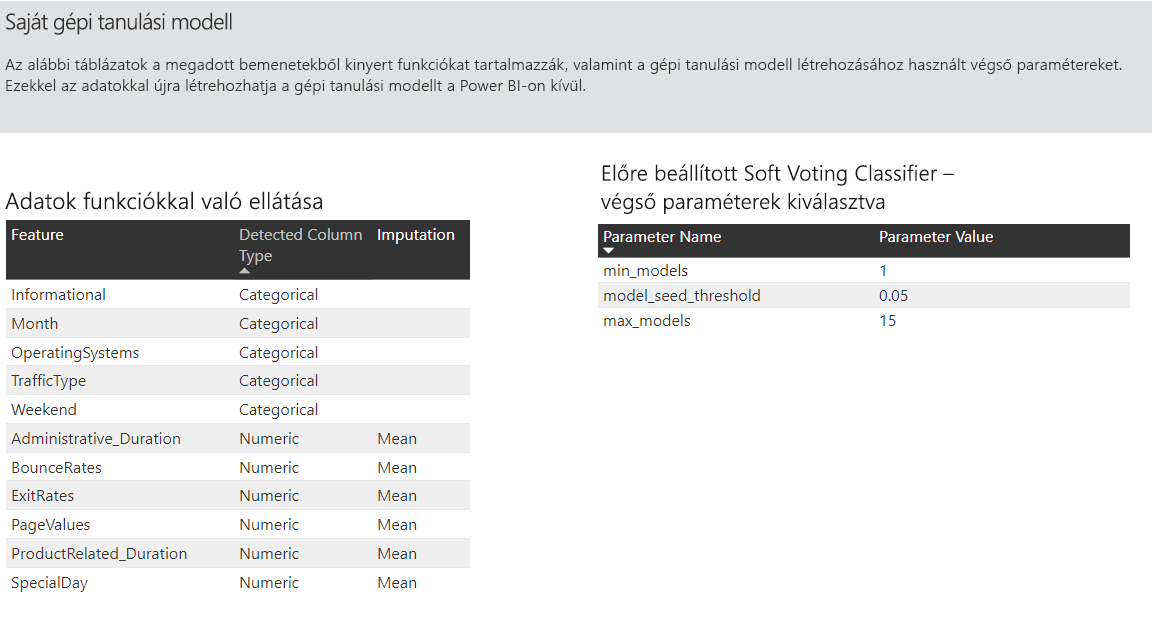 Saját gépi tanulási modell
Az alábbi táblázatok a megadott bemenetekből kinyert funkciókat tartalmazzák, valamint a gépi tanulási modell létrehozásához használt végső paramétereket.
Ezekkel az adatokkal újra létrehozhatja a gépi tanulási modellt a Power BI-on kívül.
Adatok funkciókkal való ellátása
Feature Detected Column Type Imputation
Informational Categorical
Month Categorical
OperatingSystems Categorical
TrafficType Categorical
Weekend Categorical
Administrative_Duration Numeric Mean
BounceRates Numeric Mean
ExitRates Numeric Mean
PageValues Numeric Mean
ProductRelated_Duration Numeric Mean
SpecialDay Numeric Mean
Előre beállított Soft Voting Classifier –
végső paraméterek kiválasztva
Parameter Name Parameter Value
min_models 1
model_seed_threshold 0.05
max_models 15